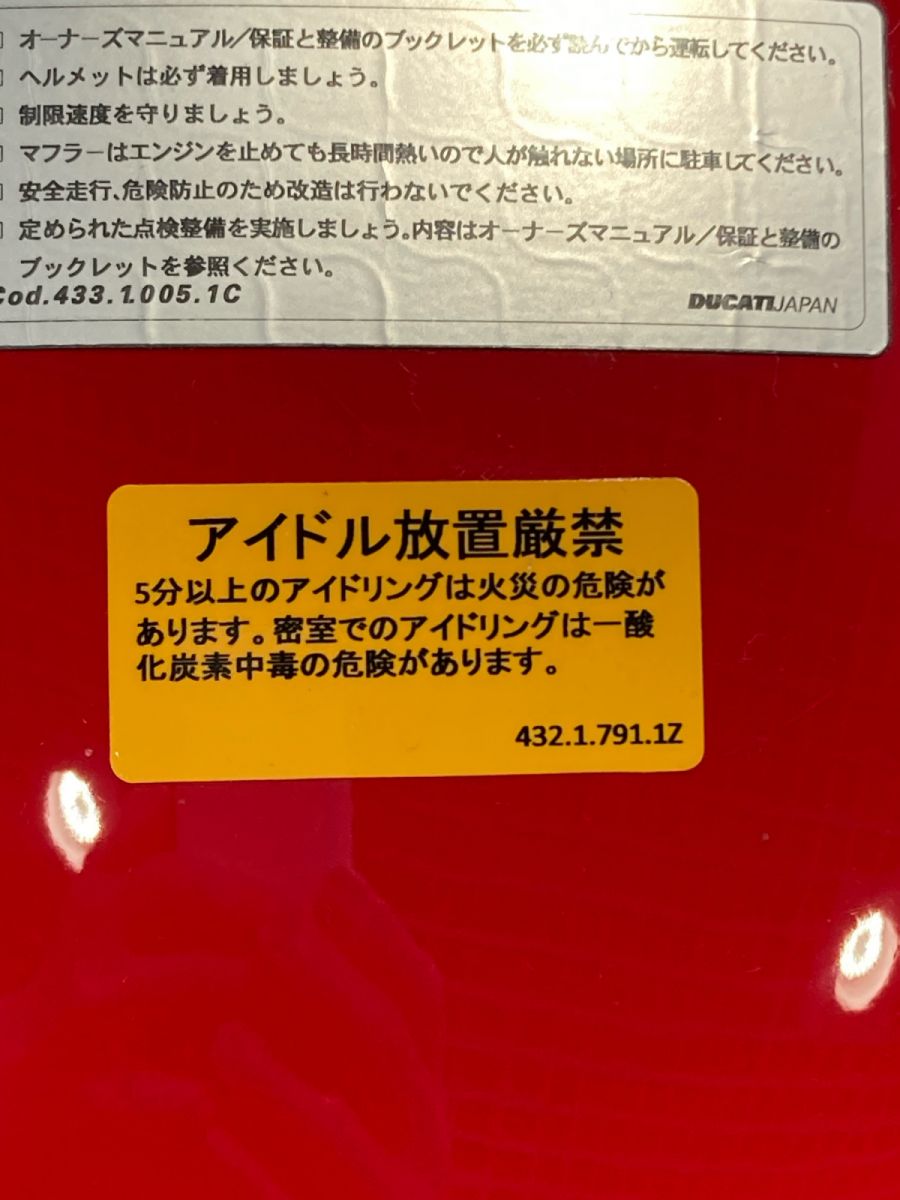 オーナーズマニュアル/保証と整備のブックレットを必ず読んでから運転してください。
ヘルメットは必ず着用しましょう。
制限速度を守りましょう。
マフラーはエンジンを止めても長時間熱いので人が触れない場所に駐車してください。
安全走行、危険防止のため改造は行わないでください。
定められた点検整備を実施しましょう。内容はオーナーズマニュアル/保証と整備の
ブックレットを参照ください。
Cod.433.1.005.1C
DUCATIJAPAN
アイドル放置厳禁
5分以上のアイドリングは火災の危険が
あります。密室でのアイドリングは一酸
化炭素中毒の危険があります。
432.1.791.1Z